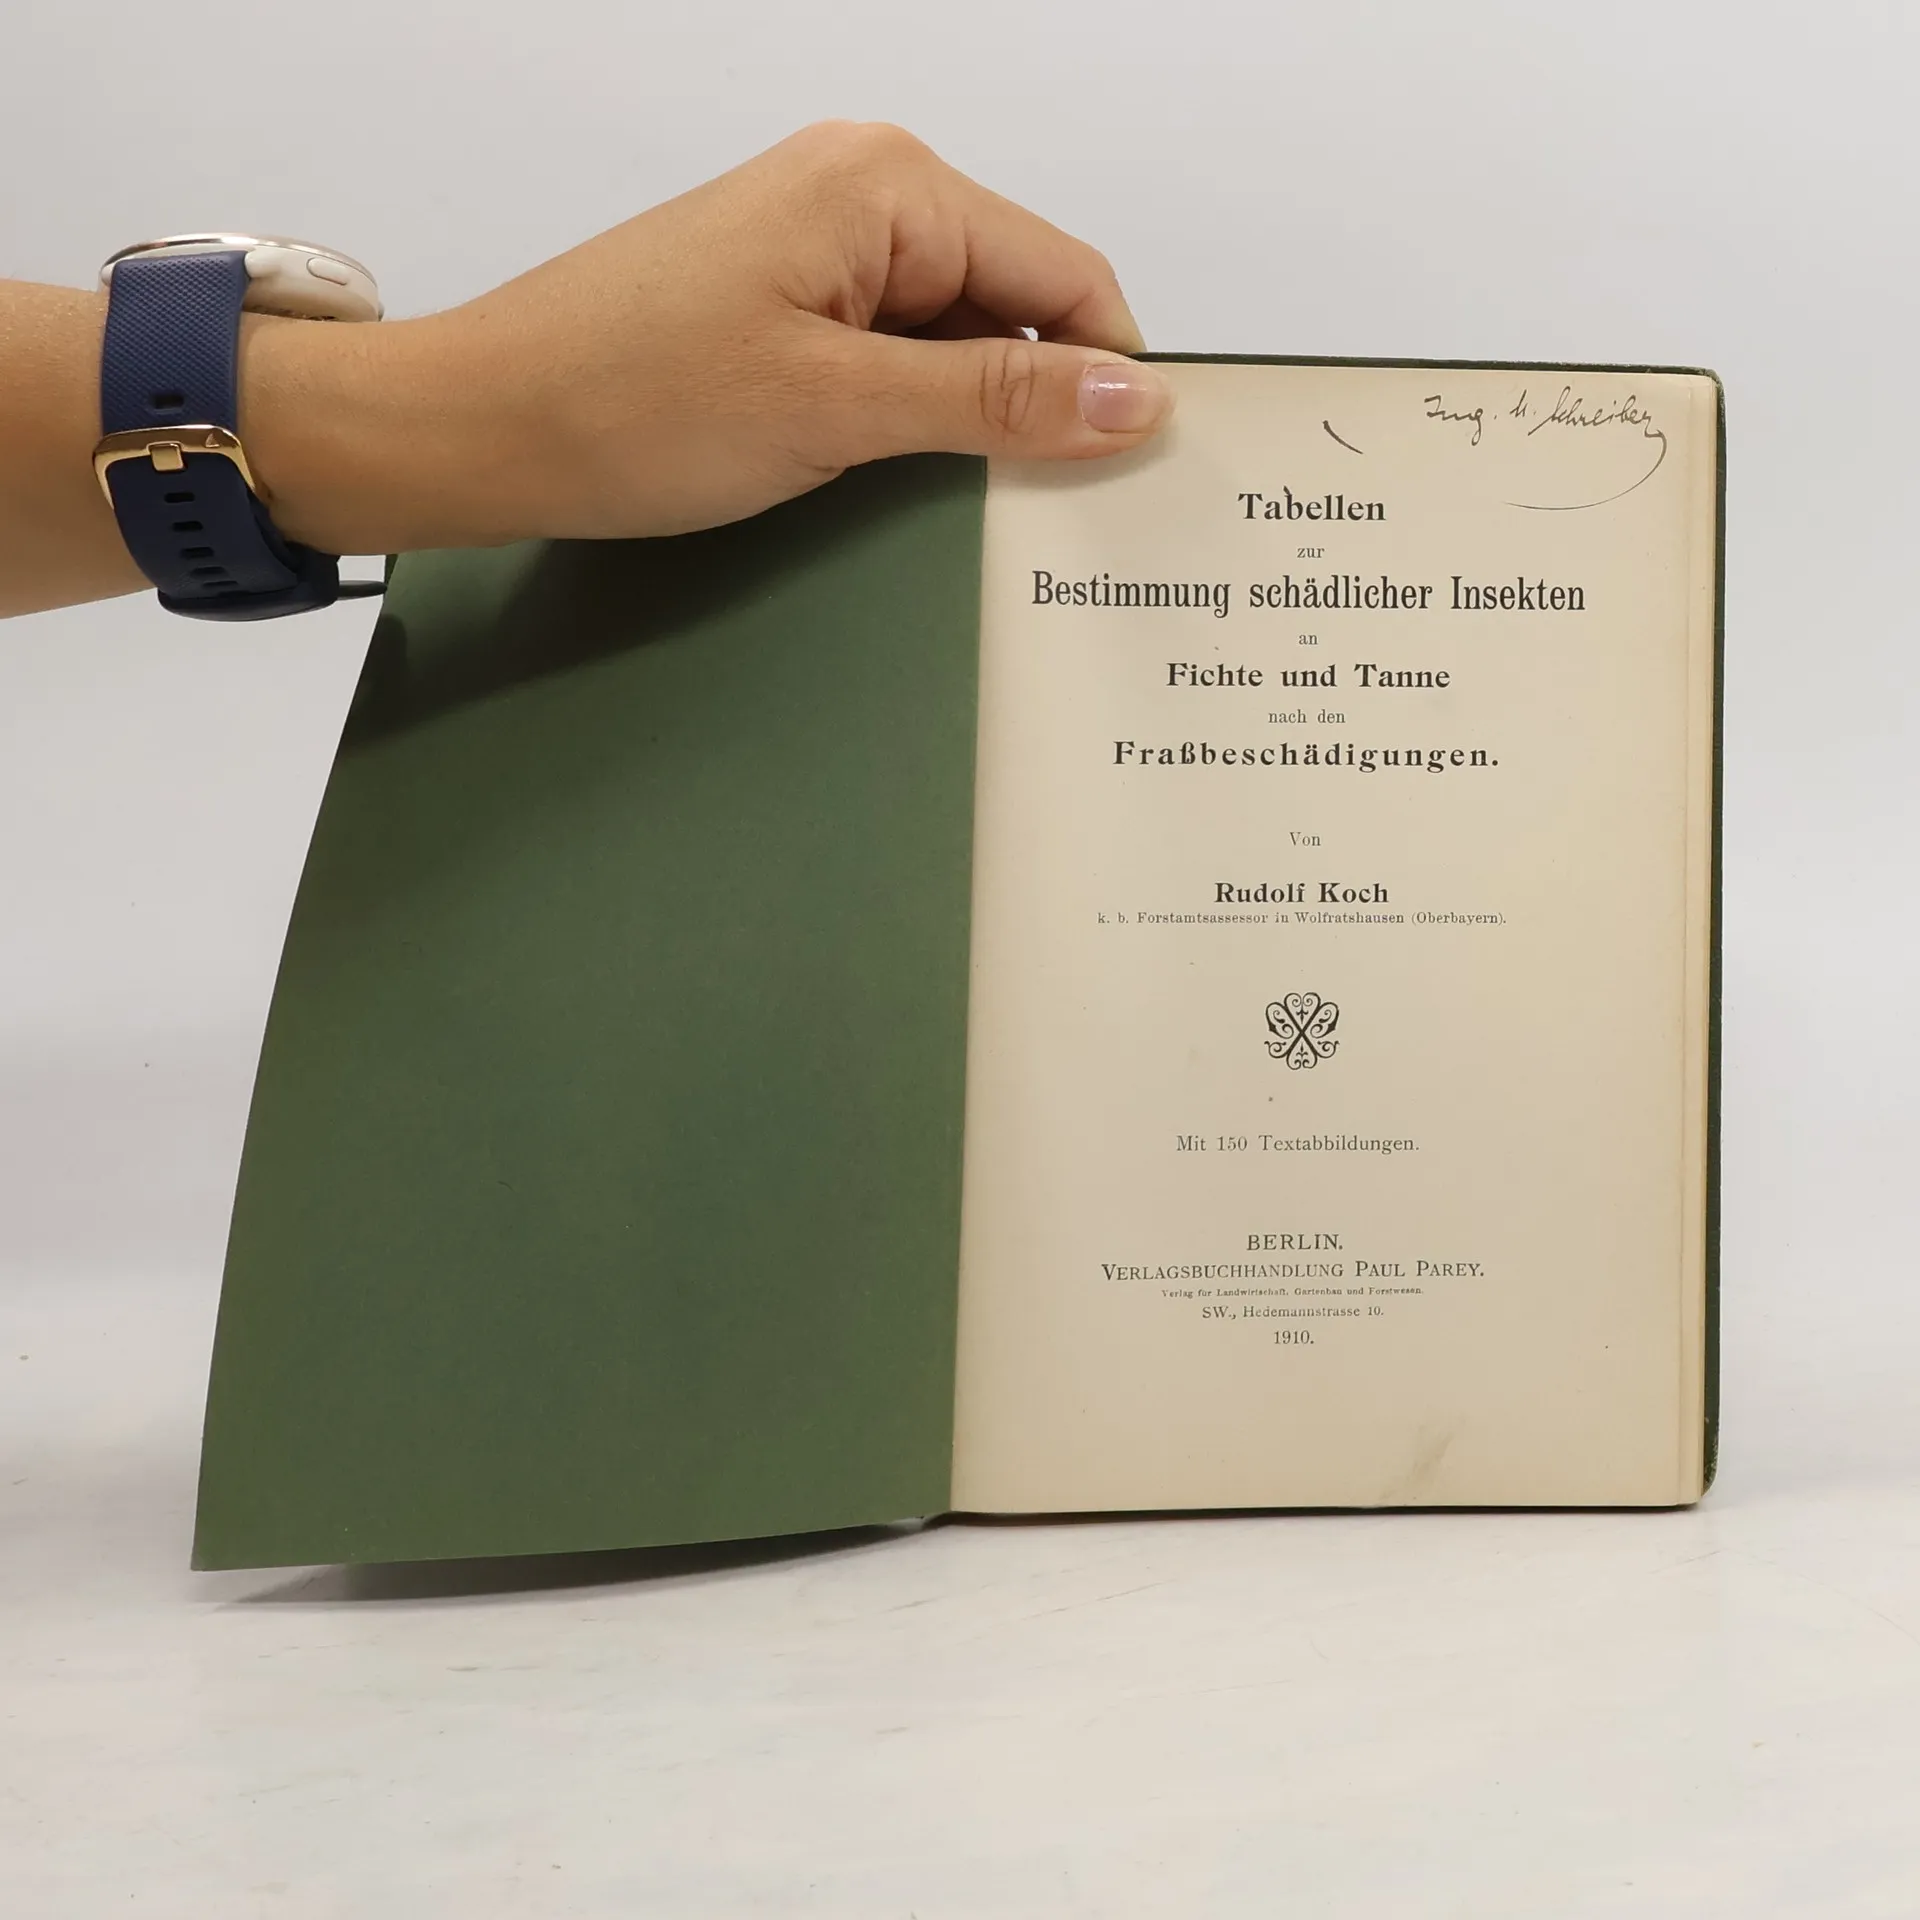 Ing. M. Schreiber
Tabellen
zur
Bestimmung schädlicher Insekten
an
Fichte und Tanne
nach den
Fraßbeschädigungen.
Von
Rudolf Koch
k. b. Forstamtsassessor in Wolfratshausen (Oberbayern).
Mit 150 Textabbildungen.
BERLIN.
VERLAGSBUCHHANDLUNG PAUL PAREY.
Verlag für Landwirtschaft, Gartenbau und Forstwesen.
SW., Hedemannstrasse 10.
1910.